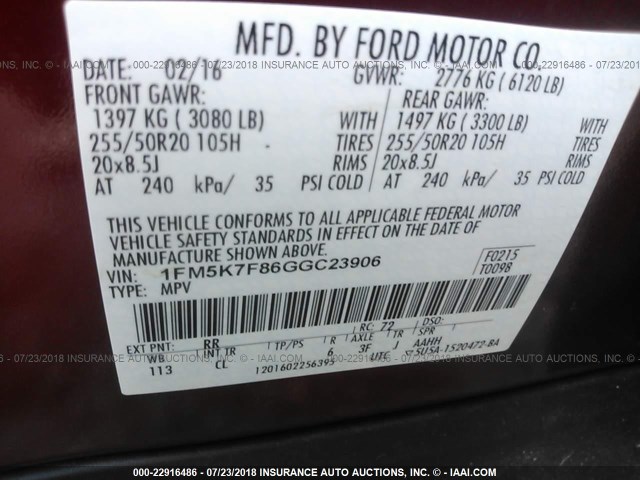 MFD. BY FORD MOTOR CO.
DATE: 02/16 GVWR: 2776 KG ( 6120 LB)
FRONT GAWR: REAR GAWR:
1397 KG ( 3080 LB) WITH 1497 KG ( 3300 LB) WITH
255/50R20 105H - TIRES 255/50R20 105H TIRES
20x8.5J RIMS 20x8.5J RIMS
AT 240 kPa/ 35 PSI COLD AT 240 kPa/ 35 PSI COLD
THIS VEHICLE CONFORMS TO ALL APPLICABLE FEDERAL MOTOR
VEHICLE SAFETY STANDARDS IN EFFECT ON THE DATE OF
MANUFACTURE SHOWN ABOVE.
VIN: 1FM5K7F86GGC23906 F0215
TYPE: MPV T0098
EXT PNT: RR RC: 72 DSO:
WB INT TR TP/PS R AXLE TR SPR
113 CL 6 3F J AAHH
1201602256395 UTC 5U5A-1520472-BA
000-22916486 - 07/23/2018 INSURANCE AUTO AUCTIONS, INC. - © IAAI.COM